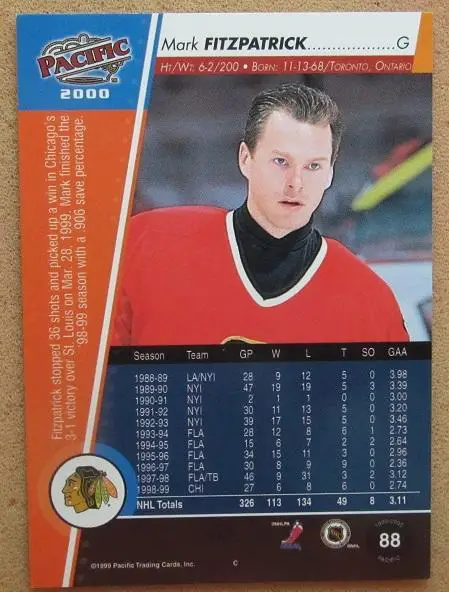 PACIFIC
2000
Mark FITZPATRICK..................G
HT/WT: 6-2/200 • BORN: 11-13-68/TORONTO, ONTARIO
Fitzpatrick stopped 36 shots and picked up a win in Chicago's
3-1 victory over St. Louis on Mar. 28, 1999. Mark finished the
'98-99 season with a .906 save percentage.
Season Team GP W L T SO GAA
1988-89 LA/NYI 28 9 12 5 0 3.98
1989-90 NYI 47 19 19 5 3 3.39
1990-91 NYI 2 1 1 0 0 3.00
1991-92 NYI 30 11 13 5 0 3.20
1992-93 NYI 39 17 15 5 0 3.46
1993-94 FLA 28 12 8 6 1 2.73
1994-95 FLA 15 6 7 2 2 2.64
1995-96 FLA 34 15 11 3 0 2.96
1996-97 FLA 30 8 9 9 0 2.36
1997-98 FLA/TB 46 9 31 3 2 3.12
1998-99 CHI 27 6 8 6 0 2.74
NHL Totals 326 113 134 49 8 3.11
NHLPA
NHL
1999-2000
88
PACIFIC
©1999 Pacific Trading Cards, Inc.
C